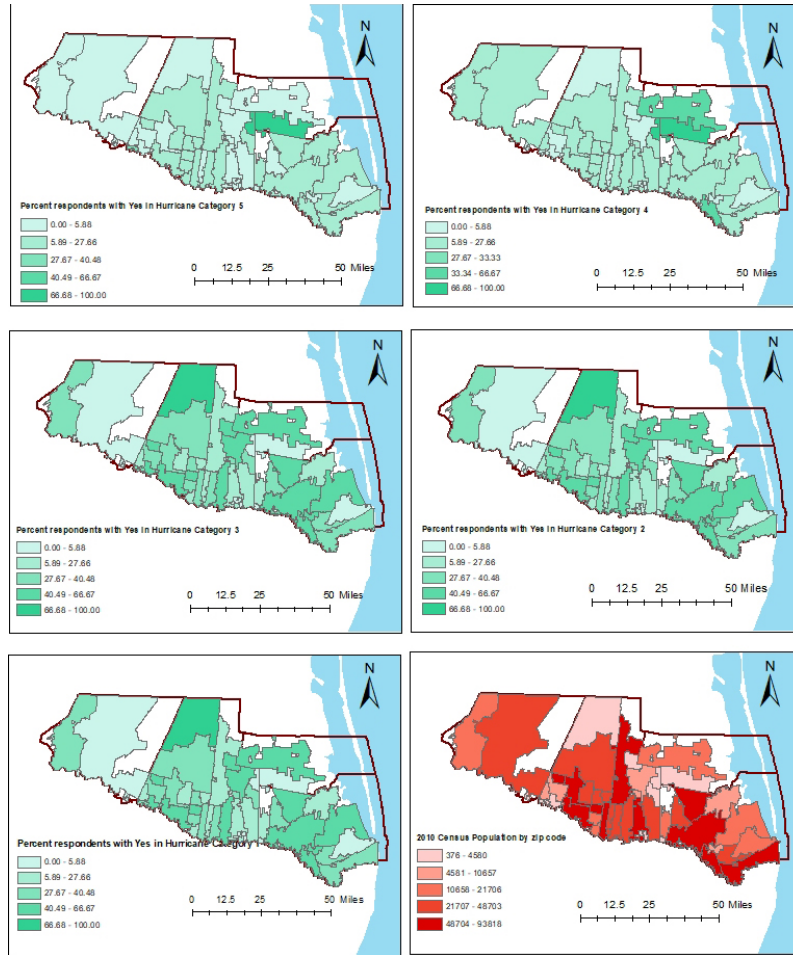 N
Percent respondents with Yes in Hurricane Category 5
0.00 - 5.88
5.89 - 27.66
27.67 - 40.48
40.49 - 66.67
66.68 - 100.00
0 12.5 25 50 Miles
N
Percent respondents with Yes in Hurricane Category 4
0.00 - 5.88
5.89 - 27.66
27.67 - 33.33
33.34 - 66.67
66.68 - 100.00
0 12.5 25 50 Miles
N
Percent respondents with Yes in Hurricane Category 3
0.00 - 5.88
5.89 - 27.66
27.67 - 40.48
40.49 - 66.67
66.68 - 100.00
0 12.5 25 50 Miles
N
Percent respondents with Yes in Hurricane Category 2
0.00 - 5.88
5.89 - 27.66
27.67 - 40.48
40.49 - 66.67
66.68 - 100.00
0 12.5 25 50 Miles
N
Percent respondents with Yes in Hurricane Category
0.00 - 5.88
5.89 - 27.66
27.67 - 40.48
40.49 - 66.67
66.68 - 100.00
0 12.5 25 50 Miles
N
2010 Census Population by zip code
376 - 4580
4581 - 10657
10658 - 21706
21707 - 48703
48704 - 93818
0 12.5 25 50 Miles